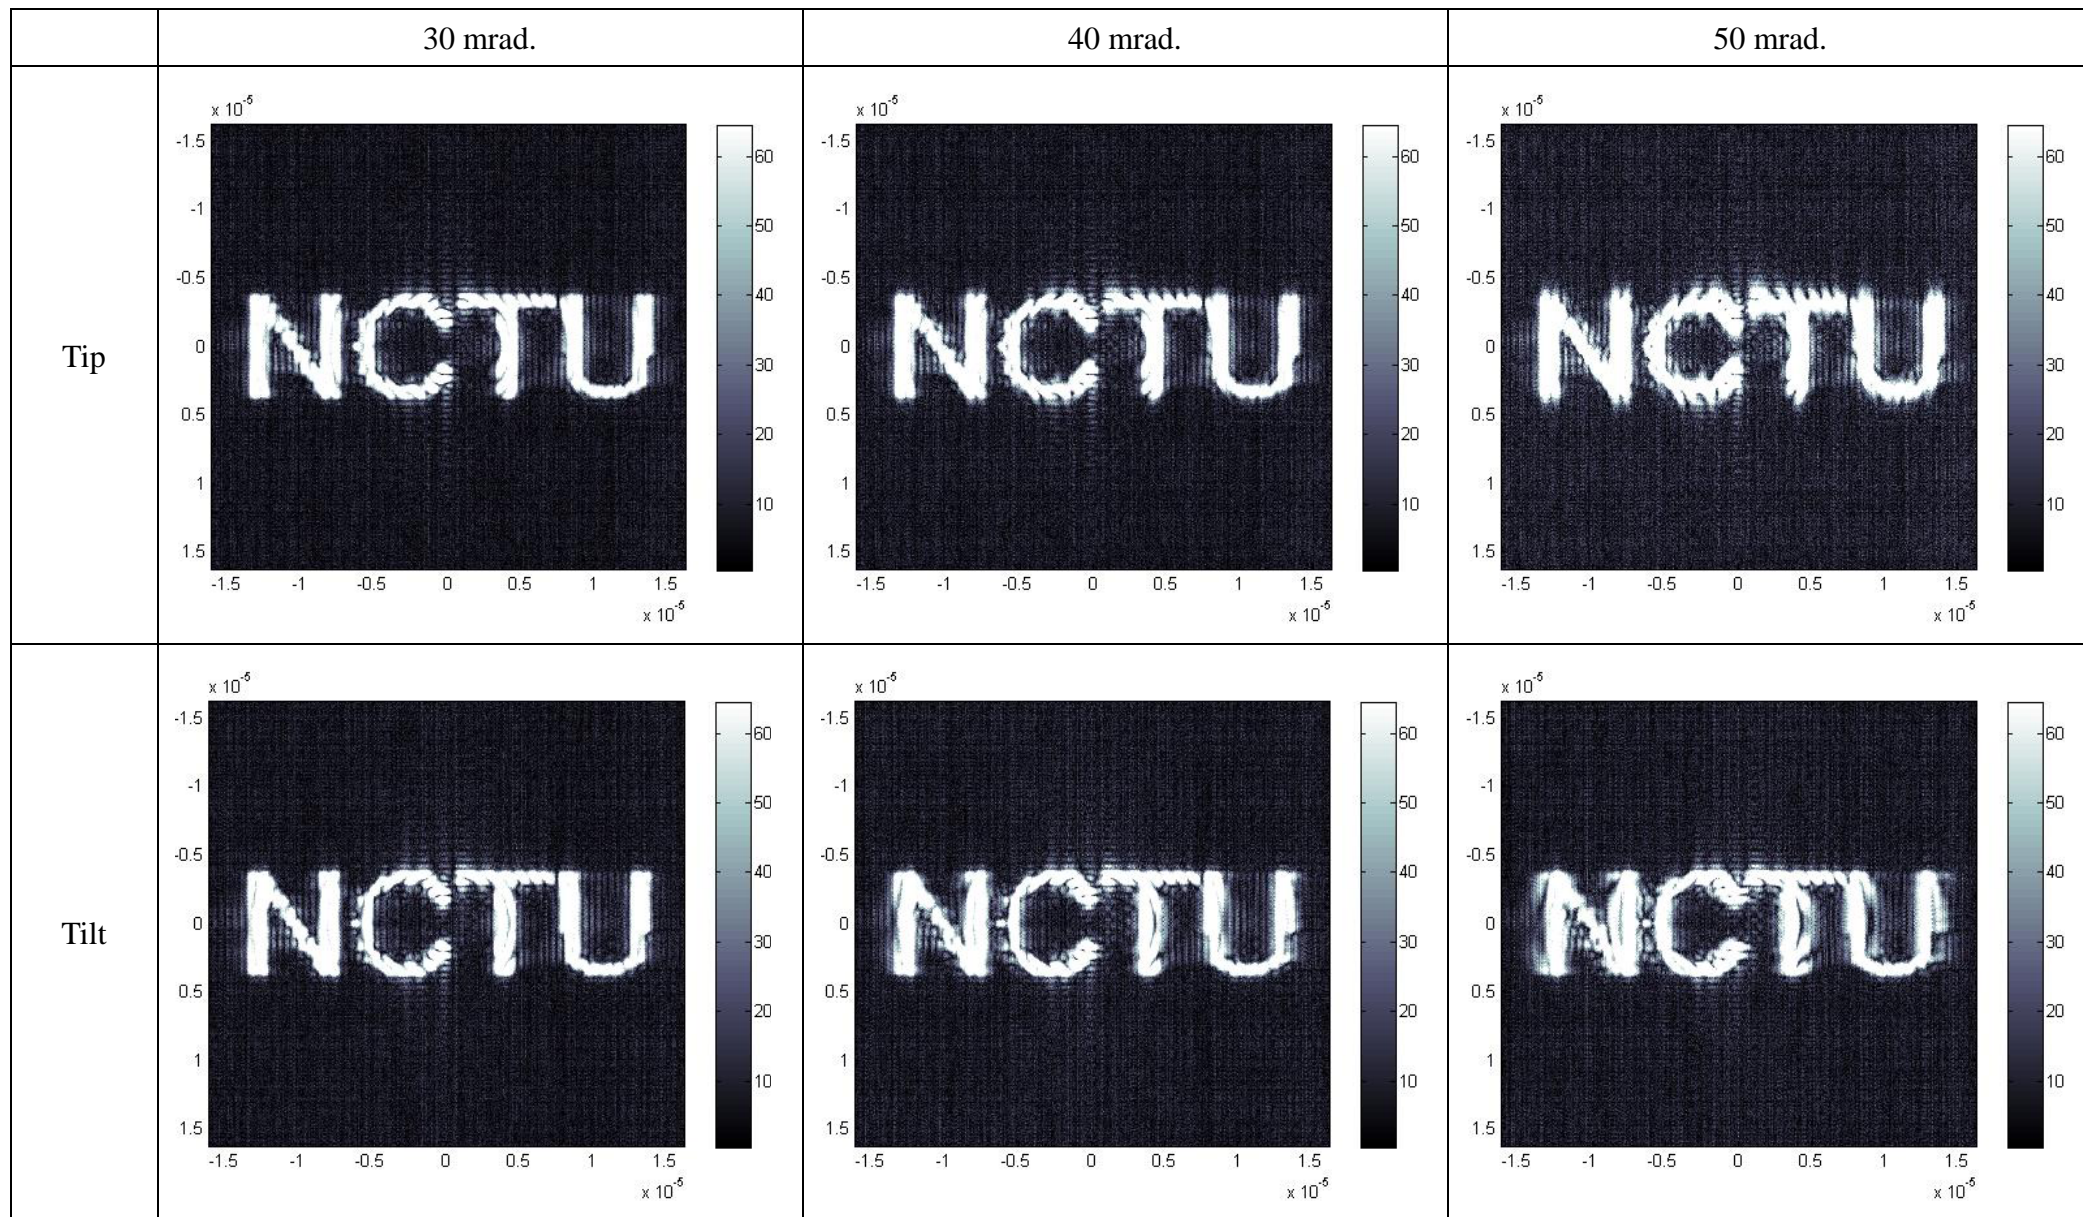 30 mrad. 40 mrad. 50 mrad.
Tip
x 10^-5 x 10^-5 x 10^-5
-1.5 60 -1.5 60 -1.5 60
-1 50 -1 50 -1 50
-0.5 40 -0.5 40 -0.5 40
NCTU NCTU NCTU
0 30 0 30 0 30
0.5 20 0.5 20 0.5 20
1 10 1 10 1 10
1.5 1.5 1.5
-1.5 -1 -0.5 0 0.5 1 1.5 -1.5 -1 -0.5 0 0.5 1 1.5 -1.5 -1 -0.5 0 0.5 1 1.5
x 10^-5 x 10^-5 x 10^-5
Tilt
x 10^-5 x 10^-5 x 10^-5
-1.5 60 -1.5 60 -1.5 60
-1 50 -1 50 -1 50
-0.5 40 -0.5 40 -0.5 40
NCTU NCTU NCTU
0 30 0 30 0 30
0.5 20 0.5 20 0.5 20
1 10 1 10 1 10
1.5 1.5 1.5
-1.5 -1 -0.5 0 0.5 1 1.5 -1.5 -1 -0.5 0 0.5 1 1.5 -1.5 -1 -0.5 0 0.5 1 1.5
x 10^-5 x 10^-5 x 10^-5